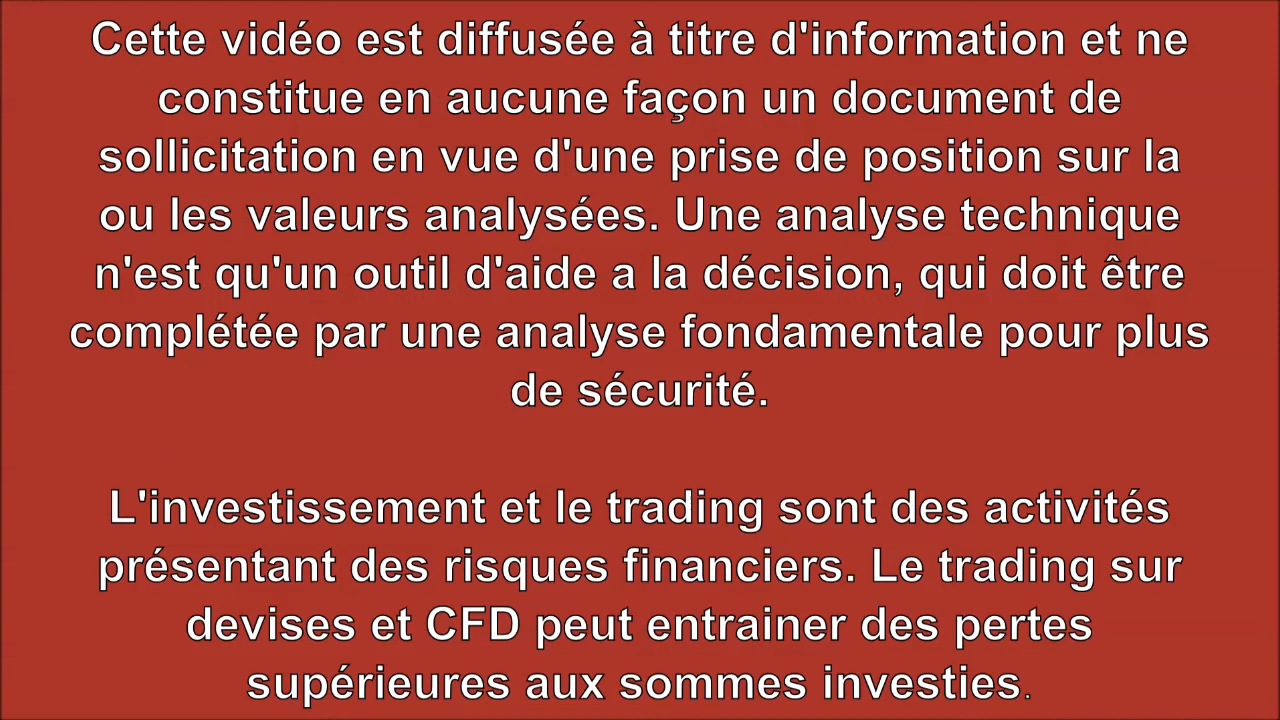 Cette vidéo est diffusée à titre d'information et ne
constitue en aucune façon un document de
sollicitation en vue d'une prise de position sur la
ou les valeurs analysées. Une analyse technique
n'est qu'un outil d'aide a la décision, qui doit être
complétée par une analyse fondamentale pour plus
de sécurité.
L'investissement et le trading sont des activités
présentant des risques financiers. Le trading sur
devises et CFD peut entrainer des pertes
supérieures aux sommes investies.